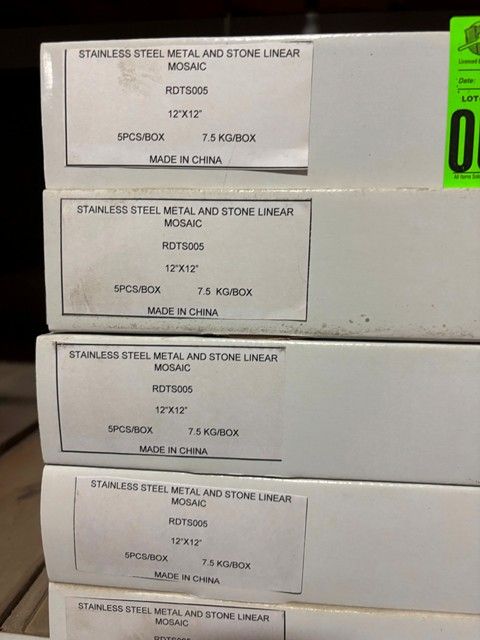 STAINLESS STEEL METAL AND STONE LINEAR
MOSAIC
RDTS005
12"X12"
5PCS/BOX 7.5 KG/BOX
MADE IN CHINA
Date:
LOT
STAINLESS STEEL METAL AND STONE LINEAR
MOSAIC
RDTS005
12"X12"
5PCS/BOX 7.5 KG/BOX
MADE IN CHINA
STAINLESS STEEL METAL AND STONE LINEAR
MOSAIC
RDTS005
12"X12"
5PCS/BOX 7.5 KG/BOX
MADE IN CHINA
STAINLESS STEEL METAL AND STONE LINEAR
MOSAIC
RDTS005
12"X12"
5PCS/BOX 7.5 KG/BOX
MADE IN CHINA
STAINLESS STEEL METAL AND STONE LINEAR
MOSAIC
RDTS005